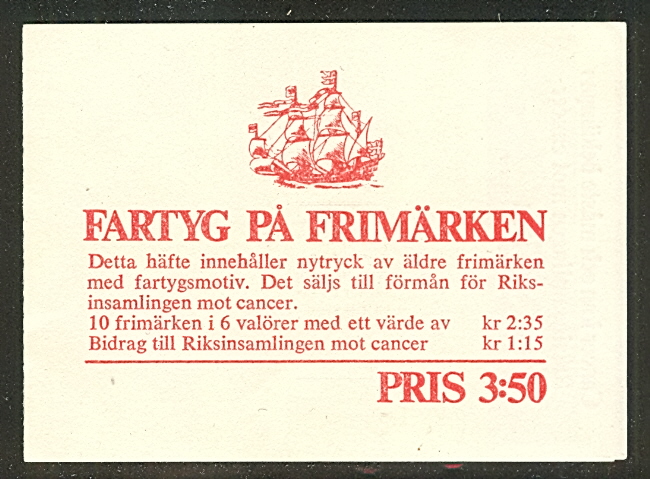 FARTYG PÅ FRIMÄRKEN
Detta häfte innehåller nytryck av äldre frimärken
med fartygsmotiv. Det säljs till förmån för Riks-
insamlingen mot cancer.
10 frimärken i 6 valörer med ett värde av kr 2:35
Bidrag till Riksinsamlingen mot cancer kr 1:15
PRIS 3:50